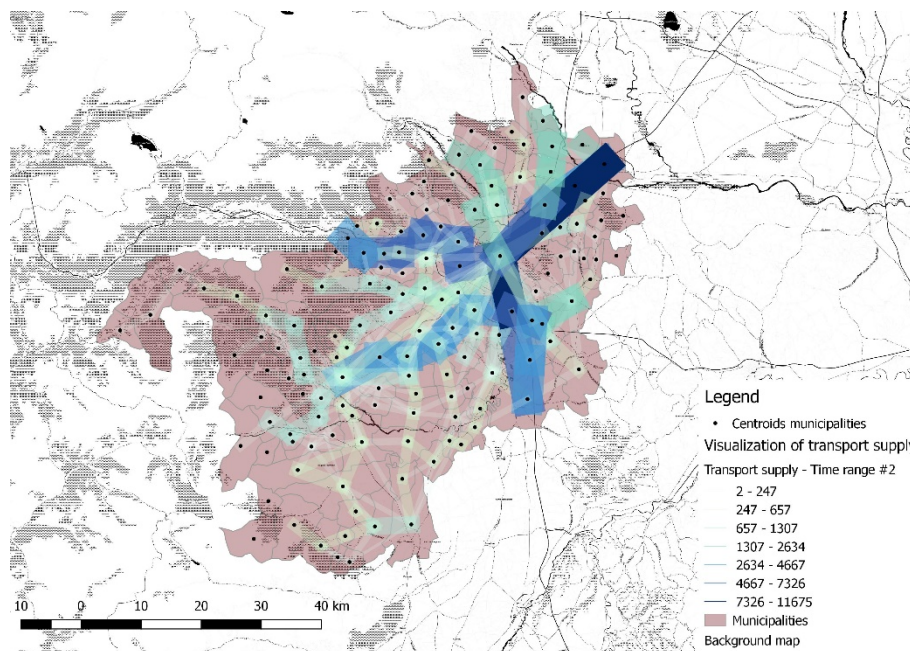 Legend
Centroids municipalities
Visualization of transport supply
Transport supply - Time range #2
2 - 247
247 - 657
657 - 1307
1307 - 2634
2634 - 4667
4667 - 7326
7326 - 11675
Municipalities
Background map
10 0 10 20 30 40 km